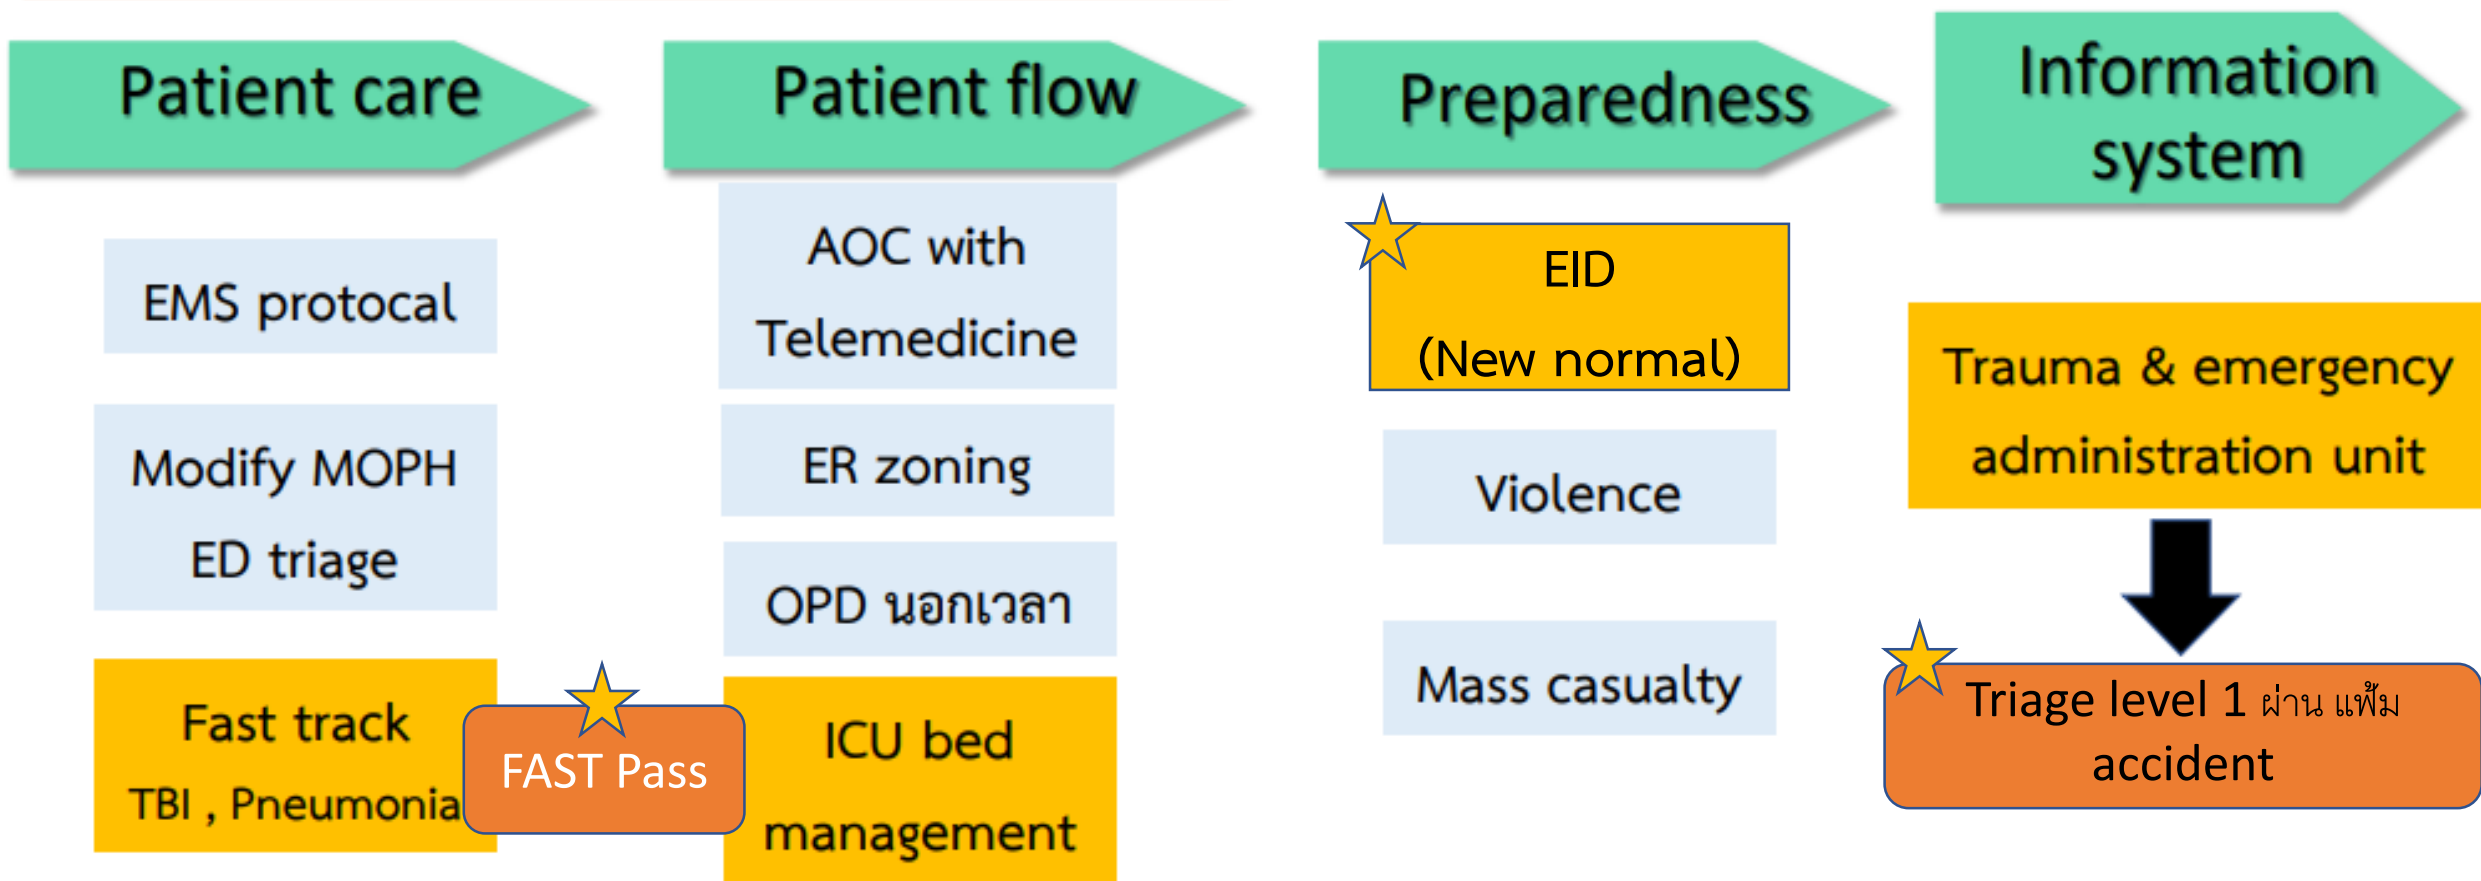 Patient care
EMS protocal
Modify MOPH
ED triage
Fast track
TBI , Pneumonia
FAST Pass
Patient flow
AOC with
Telemedicine
ER zoning
OPD นอกเวลา
ICU bed
management
Preparedness
EID
(New normal)
Violence
Mass casualty
Information
system
Trauma & emergency
administration unit
Triage level 1 ผ่าน แฟ้ม
accident